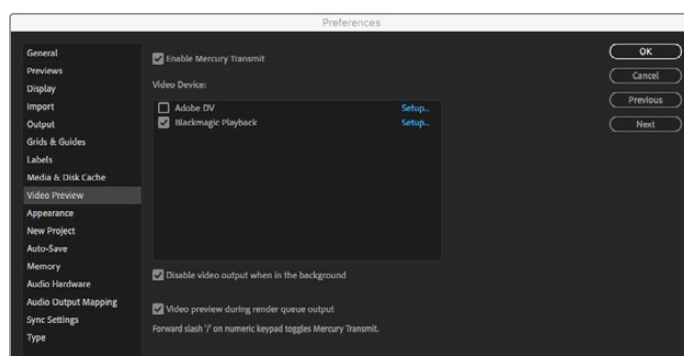 Preferences
General
Previews
Display
Import
Output
Grids & Guides
Labels
Media & Disk Cache
Video Preview
Appearance
New Project
Auto-Save
Memory
Audio Hardware
Audio Output Mapping
Sync Settings
Type
Enable Mercury Transmit
Video Device:
Adobe DV Setup...
Blackmagic Playback Setup...
Disable video output when in the background
Video preview during render queue output
Forward slash '/' on numeric keypad toggles Mercury Transmit.
OK
Cancel
Previous
Next